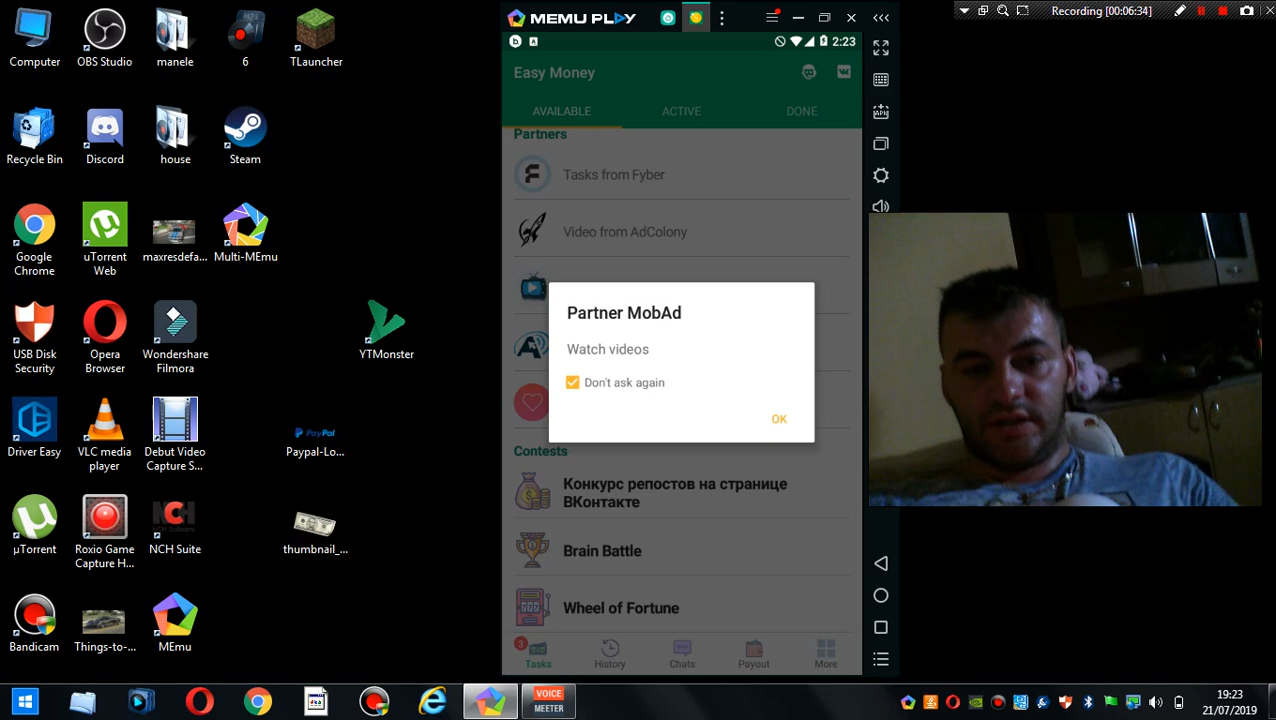 Computer
OBS Studio
manele
6
TLauncher
Recycle Bin
Discord
house
Steam
Google Chrome
uTorrent Web
maxresdefa...
Multi-MEmu
USB Disk Security
Opera Browser
Wondershare Filmora
YTMonster
Driver Easy
VLC media player
Debut Video Capture S...
PayPal
Paypal-Lo...
µTorrent
Roxio Game Capture H...
NCH Software
NCH Suite
thumbnail_...
Bandicam
Things-to-...
MEmu
MEMU PLAY
2:23
Easy Money
AVAILABLE
ACTIVE
DONE
Partners
Tasks from Fyber
Video from AdColony
Partner MobAd
Watch videos
Don't ask again
OK
Contests
Конкурс репостов на странице
ВКонтакте
Brain Battle
Wheel of Fortune
3
Tasks
History
Chats
Payout
More
APK
Recording [00:06:34]
VOICE
MEETER
19:23
21/07/2019